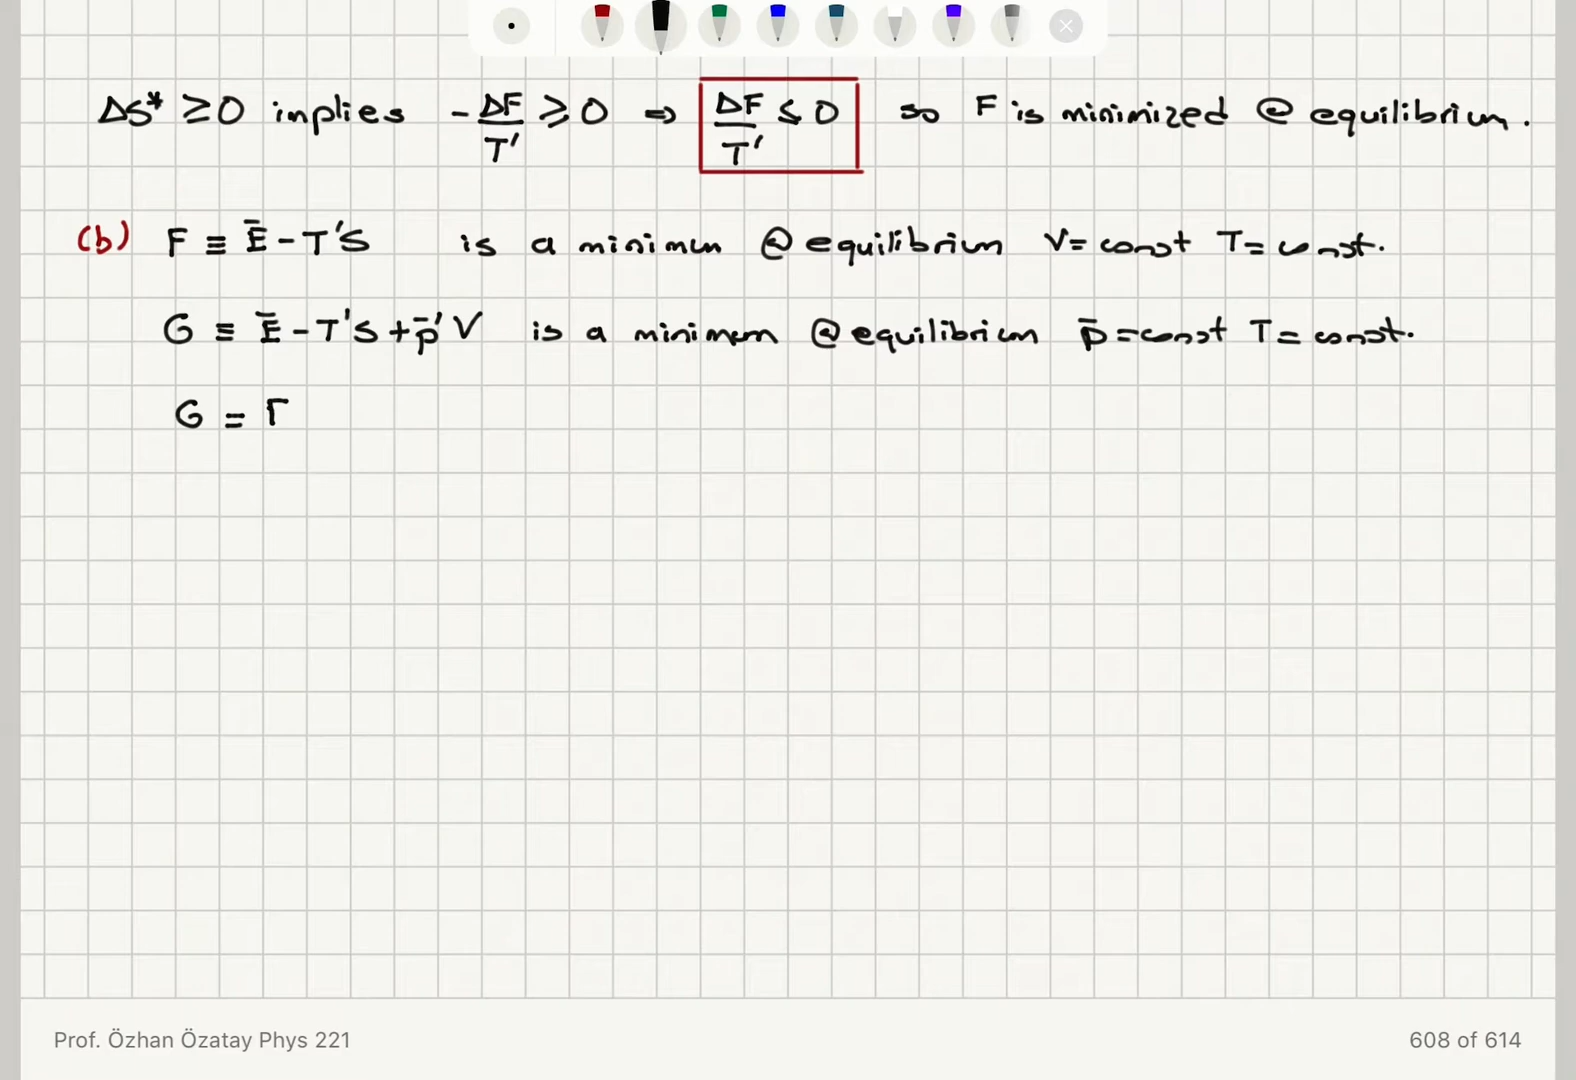 ΔS* ≥ 0 implies -ΔF/T' ≥ 0 ⇒ ΔF/T' ≤ 0 so F is minimized @ equilibrium.
(b) F ≡ Ē - T'S is a minimum @ equilibrium V = const T = const.
G ≡ Ē - T'S + p̄'V is a minimum @ equilibrium p̄ = const T = const.
G = Γ
Prof. Özhan Özatay Phys 221
608 of 614